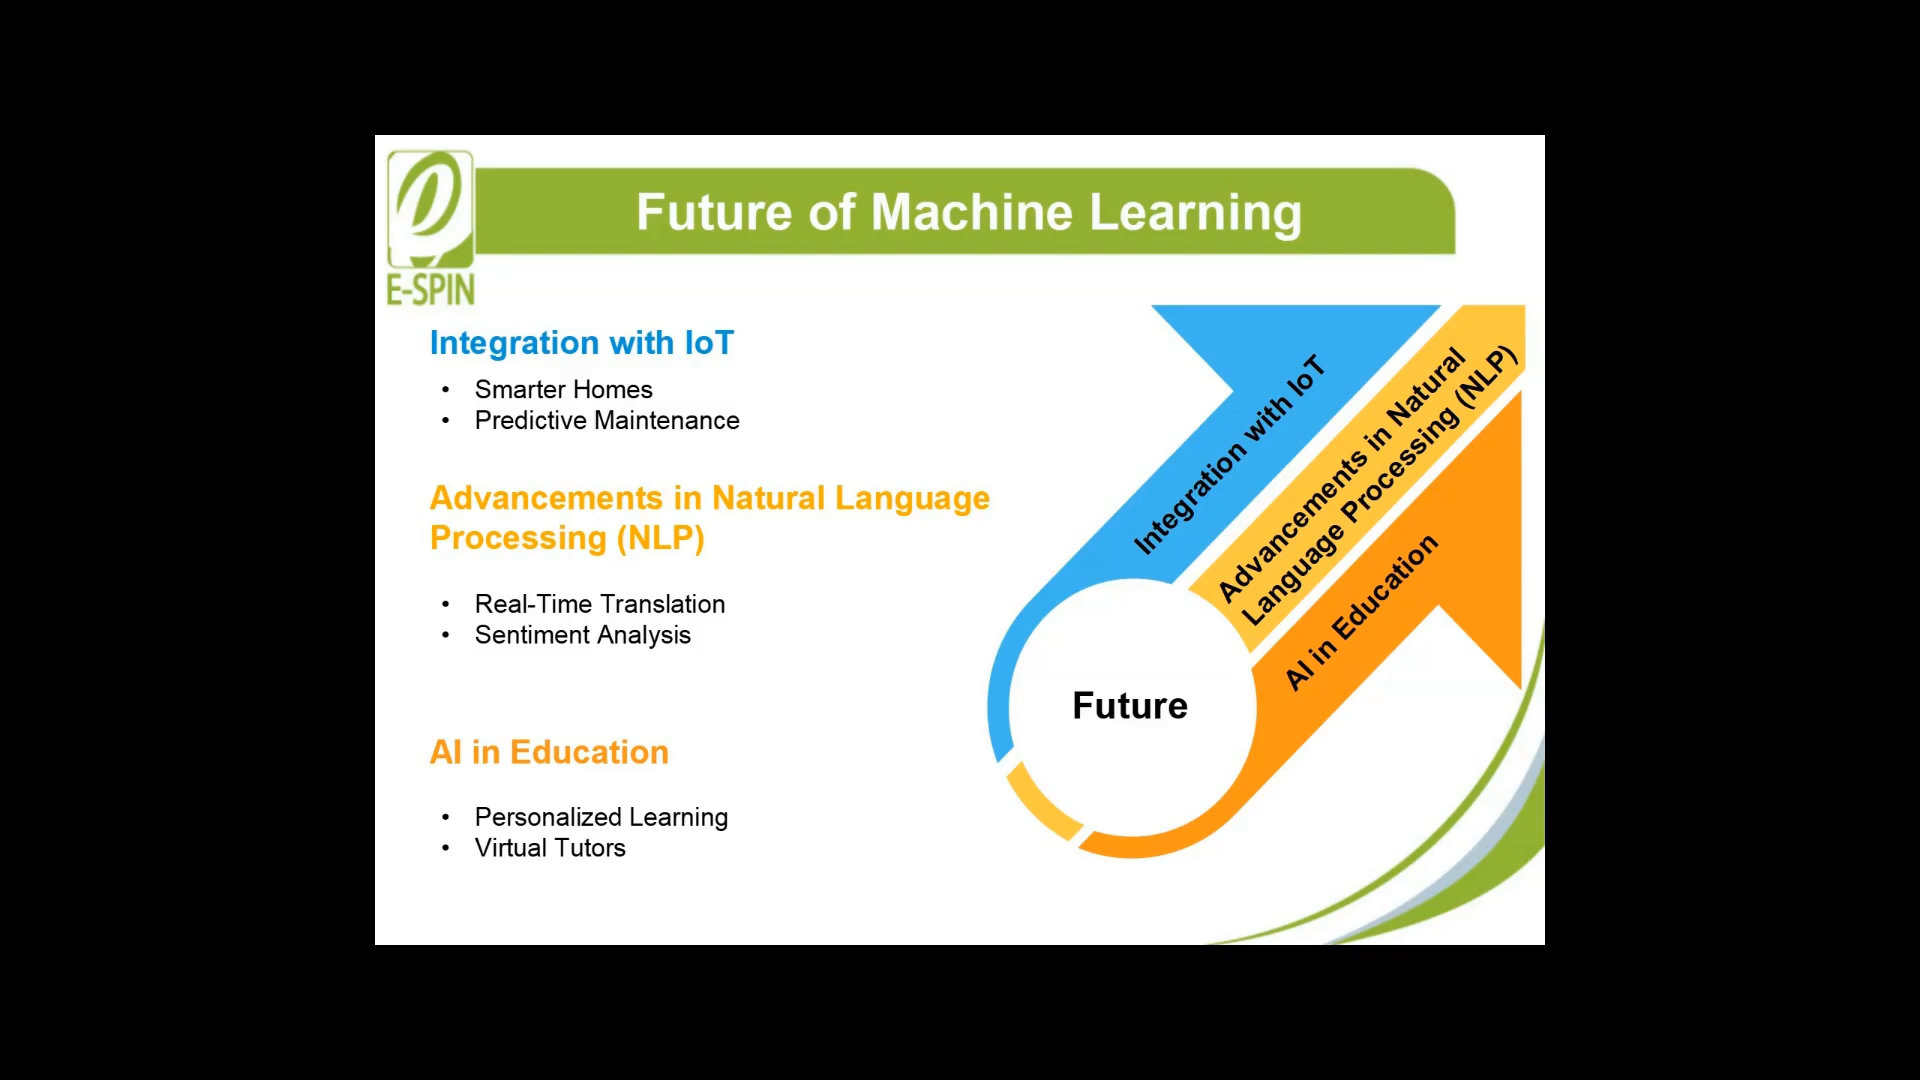 Future of Machine Learning
E-SPIN
Integration with IoT
• Smarter Homes
• Predictive Maintenance
Advancements in Natural Language
Processing (NLP)
• Real-Time Translation
• Sentiment Analysis
AI in Education
• Personalized Learning
• Virtual Tutors
Integration with IoT
Advancements in Natural
Language Processing (NLP)
AI in Education
Future